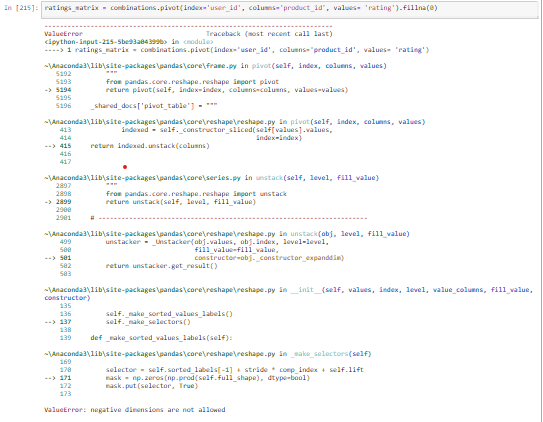 In [215]: ratings_matrix = combinations.pivot(index='user_id', columns='product_id', values= 'rating').fillna(0)
---------------------------------------------------------------------------
ValueError                                Traceback (most recent call last)
<ipython-input-215-5be93a04399b> in <module>
----> 1 ratings_matrix = combinations.pivot(index='user_id', columns='product_id', values= 'rating')
~\Anaconda3\lib\site-packages\pandas\core\frame.py in pivot(self, index, columns, values)
5192         """
5193         from pandas.core.reshape.reshape import pivot
-> 5194         return pivot(self, index=index, columns=columns, values=values)
5195
5196     _shared_docs['pivot_table'] = """
~\Anaconda3\lib\site-packages\pandas\core\reshape\reshape.py in pivot(self, index, columns, values)
413             indexed = self._constructor_sliced(self[values].values,
414                                                index=index)
--> 415     return indexed.unstack(columns)
416
417
~\Anaconda3\lib\site-packages\pandas\core\series.py in unstack(self, level, fill_value)
2897         """
2898         from pandas.core.reshape.reshape import unstack
-> 2899         return unstack(self, level, fill_value)
2900
2901     # ----------------------------------------------------------------------
~\Anaconda3\lib\site-packages\pandas\core\reshape\reshape.py in unstack(obj, level, fill_value)
499         unstacker = _Unstacker(obj.values, obj.index, level=level,
500                                fill_value=fill_value,
--> 501                                constructor=obj._constructor_expanddim)
502         return unstacker.get_result()
503
~\Anaconda3\lib\site-packages\pandas\core\reshape\reshape.py in __init__(self, values, index, level, value_columns, fill_value,
constructor)
135
136         self._make_sorted_values_labels()
--> 137         self._make_selectors()
138
139     def _make_sorted_values_labels(self):
~\Anaconda3\lib\site-packages\pandas\core\reshape\reshape.py in _make_selectors(self)
169
170         selector = self.sorted_labels[-1] + stride * comp_index + self.lift
--> 171         mask = np.zeros(np.prod(self.full_shape), dtype=bool)
172         mask.put(selector, True)
173
ValueError: negative dimensions are not allowed